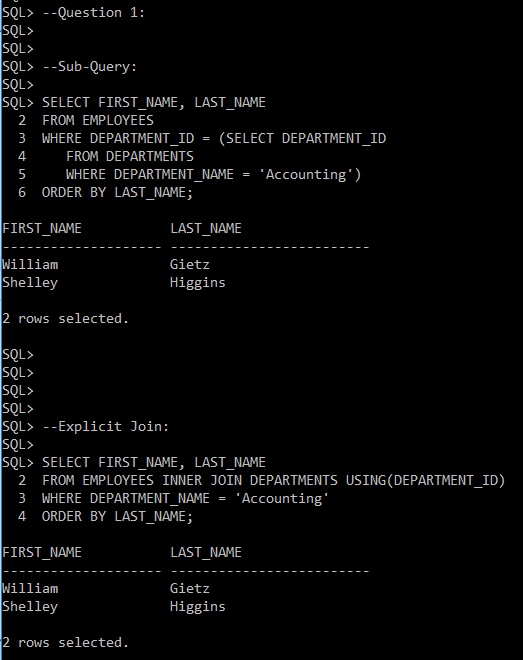 SQL> --Question 1:
SQL>
SQL>
SQL> --Sub-Query:
SQL>
SQL> SELECT FIRST_NAME, LAST_NAME
  2  FROM EMPLOYEES
  3  WHERE DEPARTMENT_ID = (SELECT DEPARTMENT_ID
  4     FROM DEPARTMENTS
  5     WHERE DEPARTMENT_NAME = 'Accounting')
  6  ORDER BY LAST_NAME;

FIRST_NAME           LAST_NAME
-------------------- -------------------------
William              Gietz
Shelley              Higgins

2 rows selected.

SQL>
SQL>
SQL>
SQL>
SQL> --Explicit Join:
SQL>
SQL> SELECT FIRST_NAME, LAST_NAME
  2  FROM EMPLOYEES INNER JOIN DEPARTMENTS USING(DEPARTMENT_ID)
  3  WHERE DEPARTMENT_NAME = 'Accounting'
  4  ORDER BY LAST_NAME;

FIRST_NAME           LAST_NAME
-------------------- -------------------------
William              Gietz
Shelley              Higgins

2 rows selected.